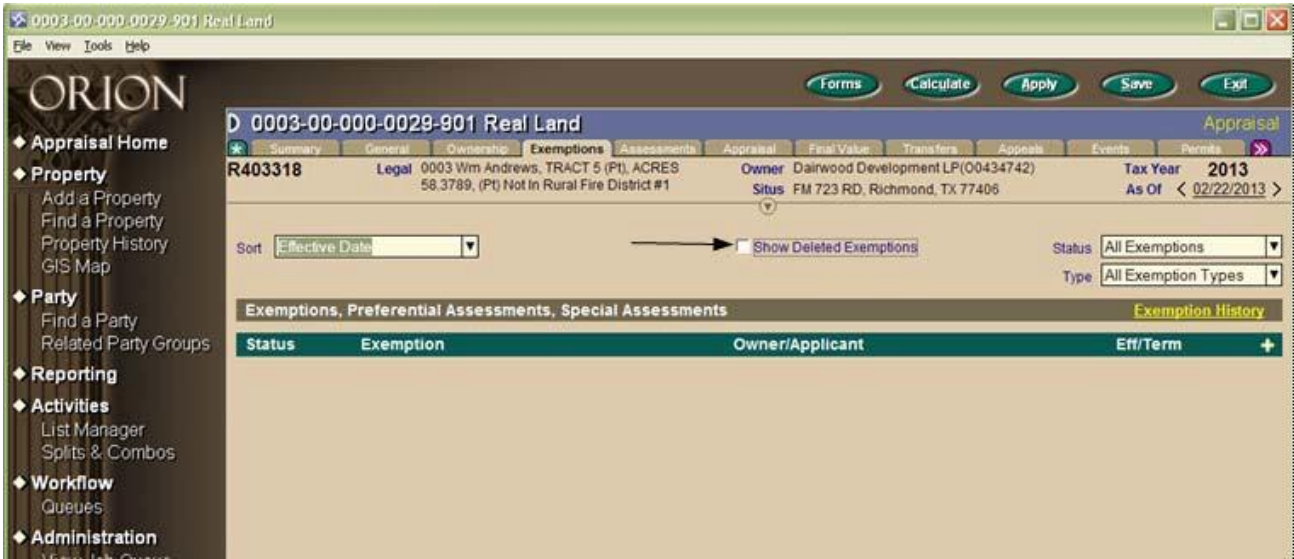 0003-00-000-0029-901 Real Land
File View Tools Help
ORION
Forms Calculate Apply Save Exit
D 0003-00-000-0029-901 Real Land Appraisal
Summary General Ownership Exemptions Assessments Appraisal Final Value Transfers Appeals Events Permits
R403318 Legal 0003 Wm Andrews, TRACT 5 (Pt), ACRES Owner Dairwood Development LP(O0434742) Tax Year 2013
58.3789, (Pt) Not In Rural Fire District #1 Situs FM 723 RD, Richmond, TX 77406 As Of < 02/22/2013 >
Sort Effective Date Show Deleted Exemptions Status All Exemptions
Type All Exemption Types
Exemptions, Preferential Assessments, Special Assessments Exemption History
Status Exemption Owner/Applicant Eff/Term +
Appraisal Home
Property
Add a Property
Find a Property
Property History
GIS Map
Party
Find a Party
Related Party Groups
Reporting
Activities
List Manager
Splits & Combos
Workflow
Queues
Administration